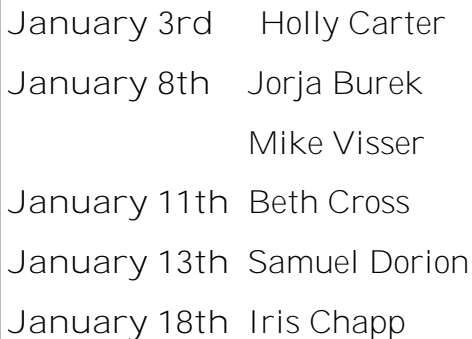 January 3rd Holly Carter
January 8th Jorja Burek
Mike Visser
January 11th Beth Cross
January 13th Samuel Dorion
January 18th Iris Chapp